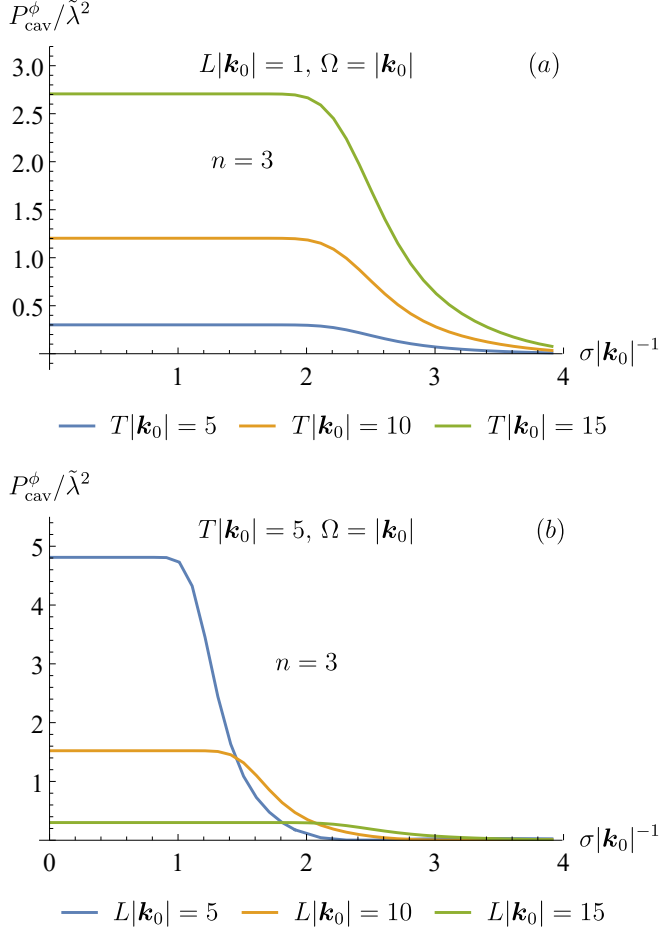 P^ϕ_cav/λ̃²
L|𝒌₀| = 1, Ω = |𝒌₀| (a)
3.0
2.5
n = 3
2.0
1.5
1.0
0.5
σ|𝒌₀|⁻¹
1 2 3 4
T|𝒌₀| = 5 T|𝒌₀| = 10 T|𝒌₀| = 15
P^ϕ_cav/λ̃²
T|𝒌₀| = 5, Ω = |𝒌₀| (b)
5
4
n = 3
3
2
1
σ|𝒌₀|⁻¹
0 1 2 3 4
L|𝒌₀| = 5 L|𝒌₀| = 10 L|𝒌₀| = 15